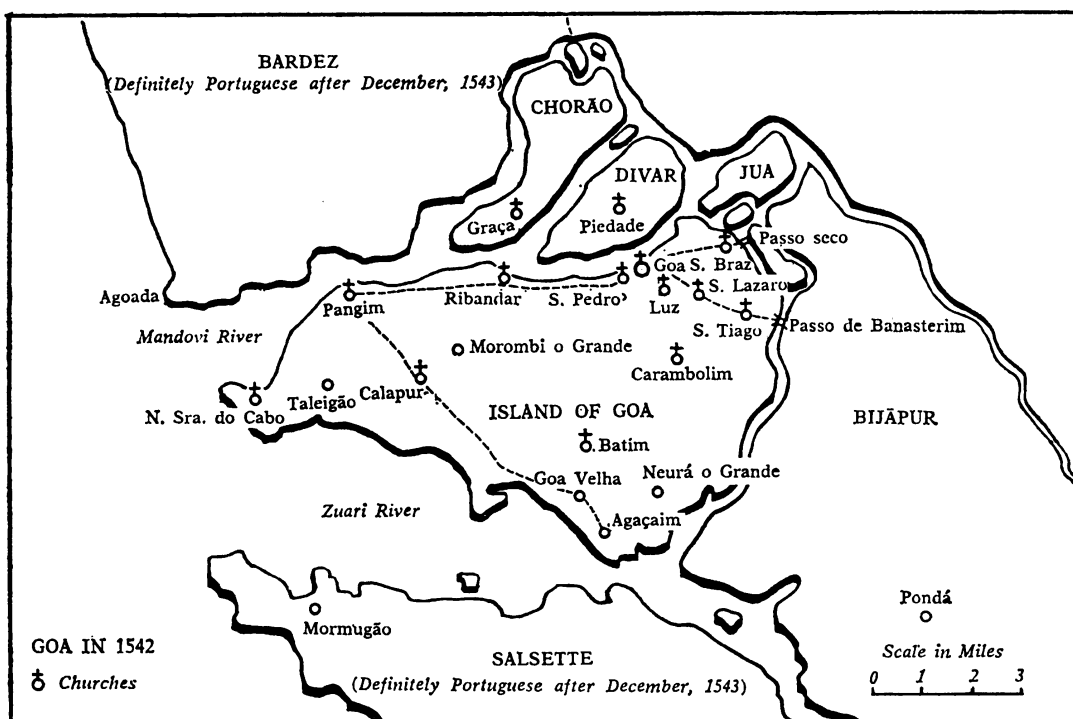 BARDEZ
(Definitely Portuguese after December, 1543)
CHORÃO
DIVAR
JUA
Graça
Piedade
Passo seco
Goa S. Braz
Agoada
Pangim
Ribandar
S. Pedro
Luz
S. Lazaro
S. Tiago
Passo de Banasterim
Mandovi River
Morombi o Grande
Carambolim
N. Sra. do Cabo
Taleigão
Calapur
ISLAND OF GOA
BIJĀPUR
Batim
Goa Velha
Neurá o Grande
Zuari River
Agaçaim
Mormugão
Pondá
GOA IN 1542
Churches
SALSETTE
(Definitely Portuguese after December, 1543)
Scale in Miles
0 1 2 3